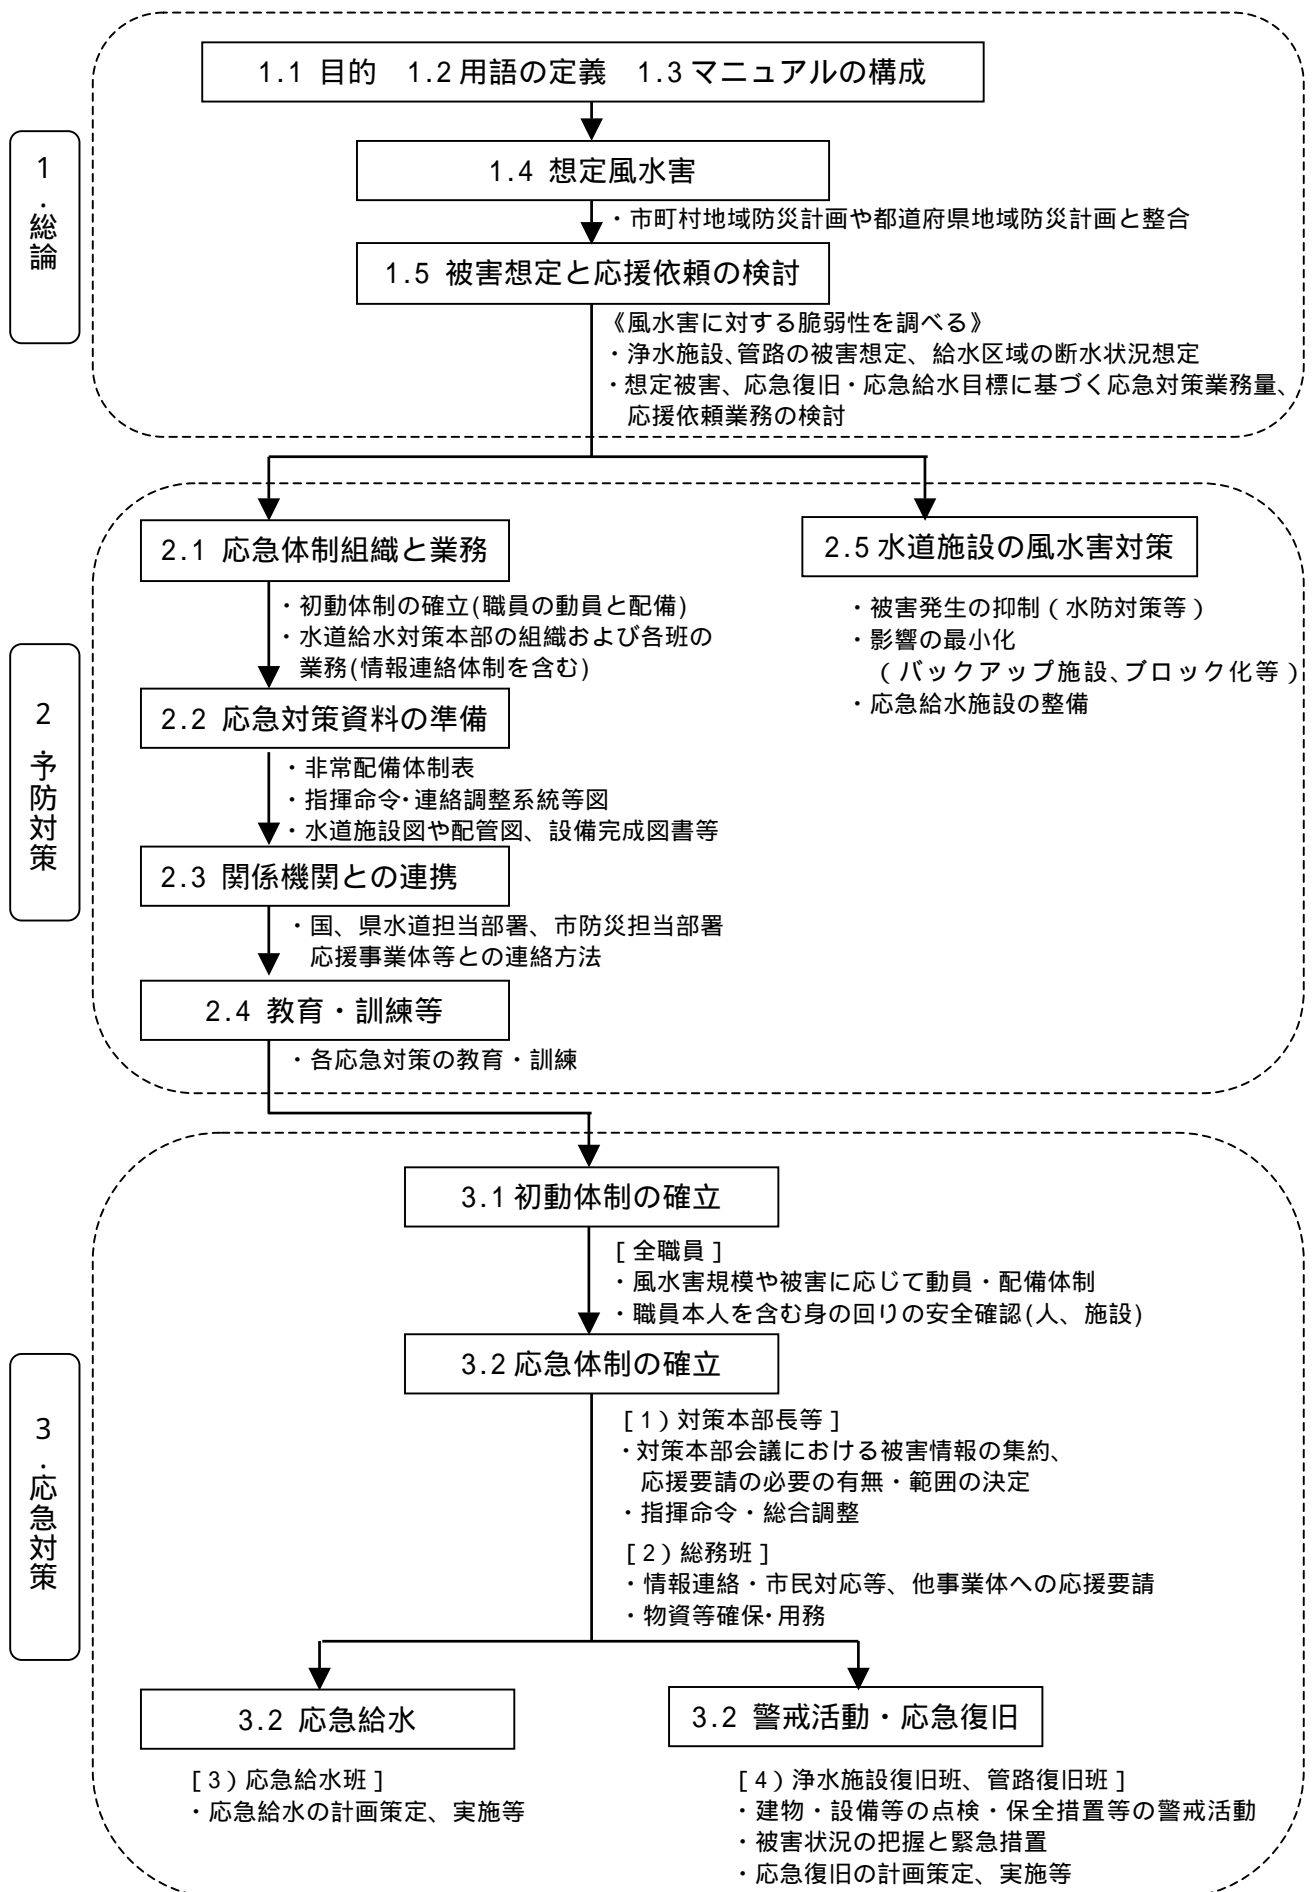 1.1 目的　1.2 用語の定義　1.3 マニュアルの構成
1.4 想定風水害
・市町村地域防災計画や都道府県地域防災計画と整合
1.5 被害想定と応援依頼の検討
《風水害に対する脆弱性を調べる》
・浄水施設、管路の被害想定、給水区域の断水状況想定
・想定被害、応急復旧・応急給水目標に基づく応急対策業務量、
応援依頼業務の検討
1．総論
2.1 応急体制組織と業務
・初動体制の確立(職員の動員と配備)
・水道給水対策本部の組織および各班の
業務(情報連絡体制を含む)
2.2 応急対策資料の準備
・非常配備体制表
・指揮命令・連絡調整系統等図
・水道施設図や配管図、設備完成図書等
2.3 関係機関との連携
・国、県水道担当部署、市防災担当部署
応援事業体等との連絡方法
2.4 教育・訓練等
・各応急対策の教育・訓練
2.5 水道施設の風水害対策
・被害発生の抑制（水防対策等）
・影響の最小化
（バックアップ施設、ブロック化等）
・応急給水施設の整備
2．予防対策
3.1 初動体制の確立
[ 全職員 ]
・風水害規模や被害に応じて動員・配備体制
・職員本人を含む身の回りの安全確認(人、施設)
3.2 応急体制の確立
[ 1 ) 対策本部長等 ]
・対策本部会議における被害情報の集約、
応援要請の必要の有無・範囲の決定
・指揮命令・総合調整
[ 2 ) 総務班 ]
・情報連絡・市民対応等、他事業体への応援要請
・物資等確保・用務
3．応急対策
3.2 応急給水
[ 3 ) 応急給水班 ]
・応急給水の計画策定、実施等
3.2 警戒活動・応急復旧
[ 4 ) 浄水施設復旧班、管路復旧班 ]
・建物・設備等の点検・保全措置等の警戒活動
・被害状況の把握と緊急措置
・応急復旧の計画策定、実施等